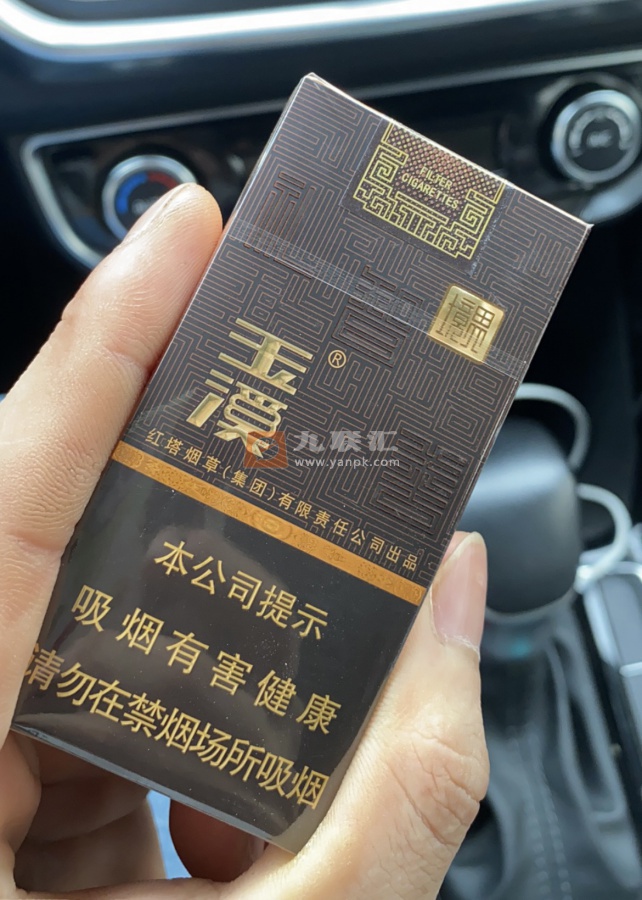 FILTER
CIGARETTES
玉溪®
九联汇
www.yanpk.com
红塔烟草(集团)有限责任公司出品
本公司提示
吸烟有害健康
请勿在禁烟场所吸烟